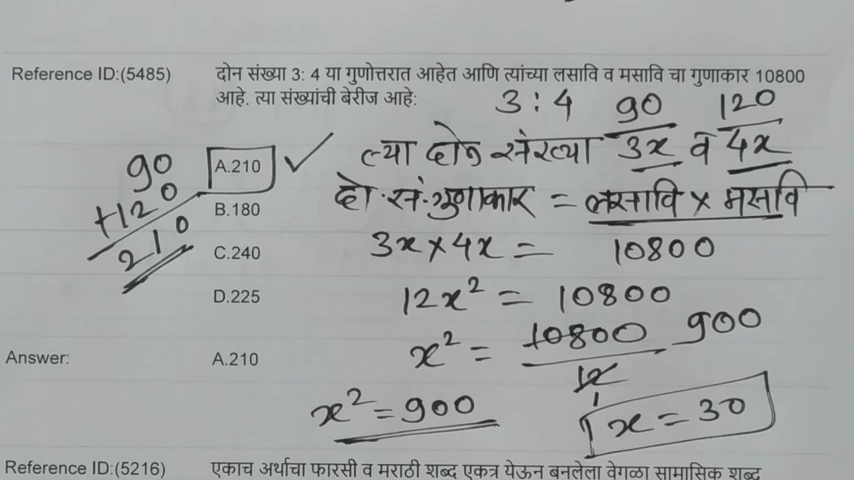 Reference ID:(5485) दोन संख्या 3: 4 या गुणोत्तरात आहेत आणि त्यांच्या लसावि व मसावि चा गुणाकार 10800
आहे. त्या संख्यांची बेरीज आहे:
3 : 4 90 120
त्या दोन संख्या 3x व 4x
A.210
B.180
C.240
D.225
90
+120
210
दो. सं. गुणाकार = लसावि x मसावि
3x x 4x = 10800
12x² = 10800
x² = 10800 900
12
1
x² = 900
x = 30
Answer: A.210
Reference ID:(5216) एकाच अर्थाचा फारसी व मराठी शब्द एकत्र येऊन बनलेला वेगळा सामासिक शब्द